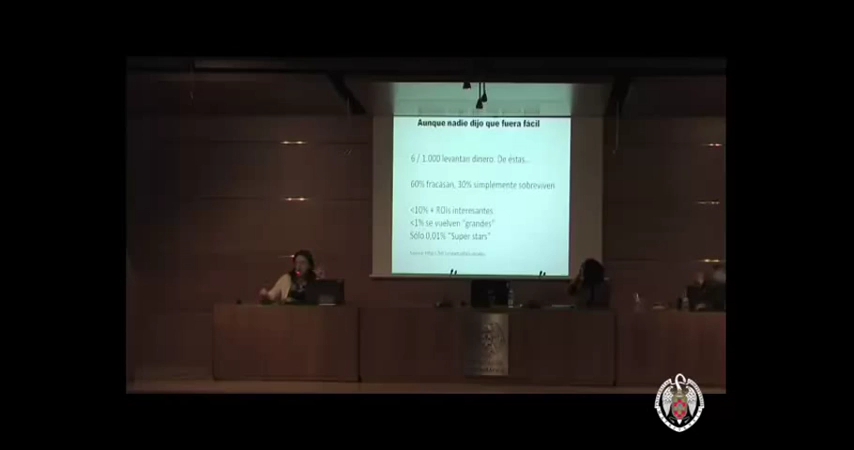 Aunque nadie dijo que fuera fácil
6 / 1.000 levantan dinero. De éstas...
60% fracasan, 30% simplemente sobreviven
<10% + ROIs interesantes
<1% se vuelven "grandes"
Sólo 0,01% "Super stars"